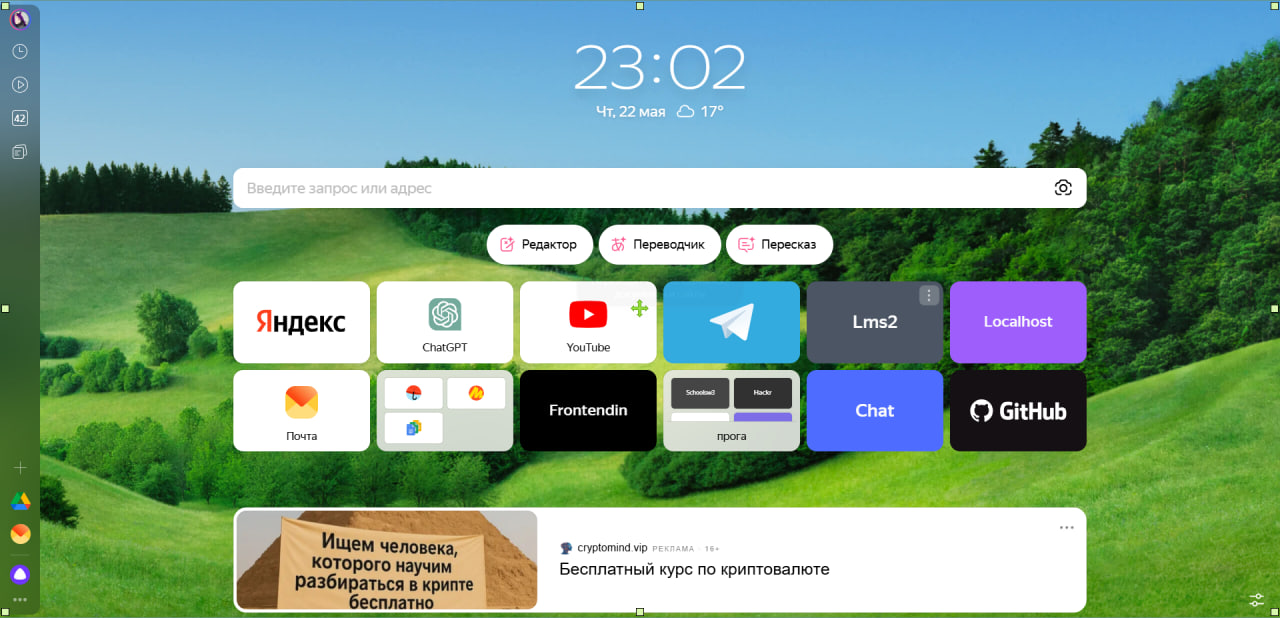 23:02
Чт, 22 мая 17°
42
Введите запрос или адрес
Редактор Переводчик Пересказ
Яндекс
ChatGPT
YouTube
Lms2
Localhost
Почта
Frontendin
Schoolsw3 Hackr
прога
Chat
GitHub
Ищем человека,
которого научим
разбираться в крипте
бесплатно
cryptomind.vip РЕКЛАМА · 16+
Бесплатный курс по криптовалюте